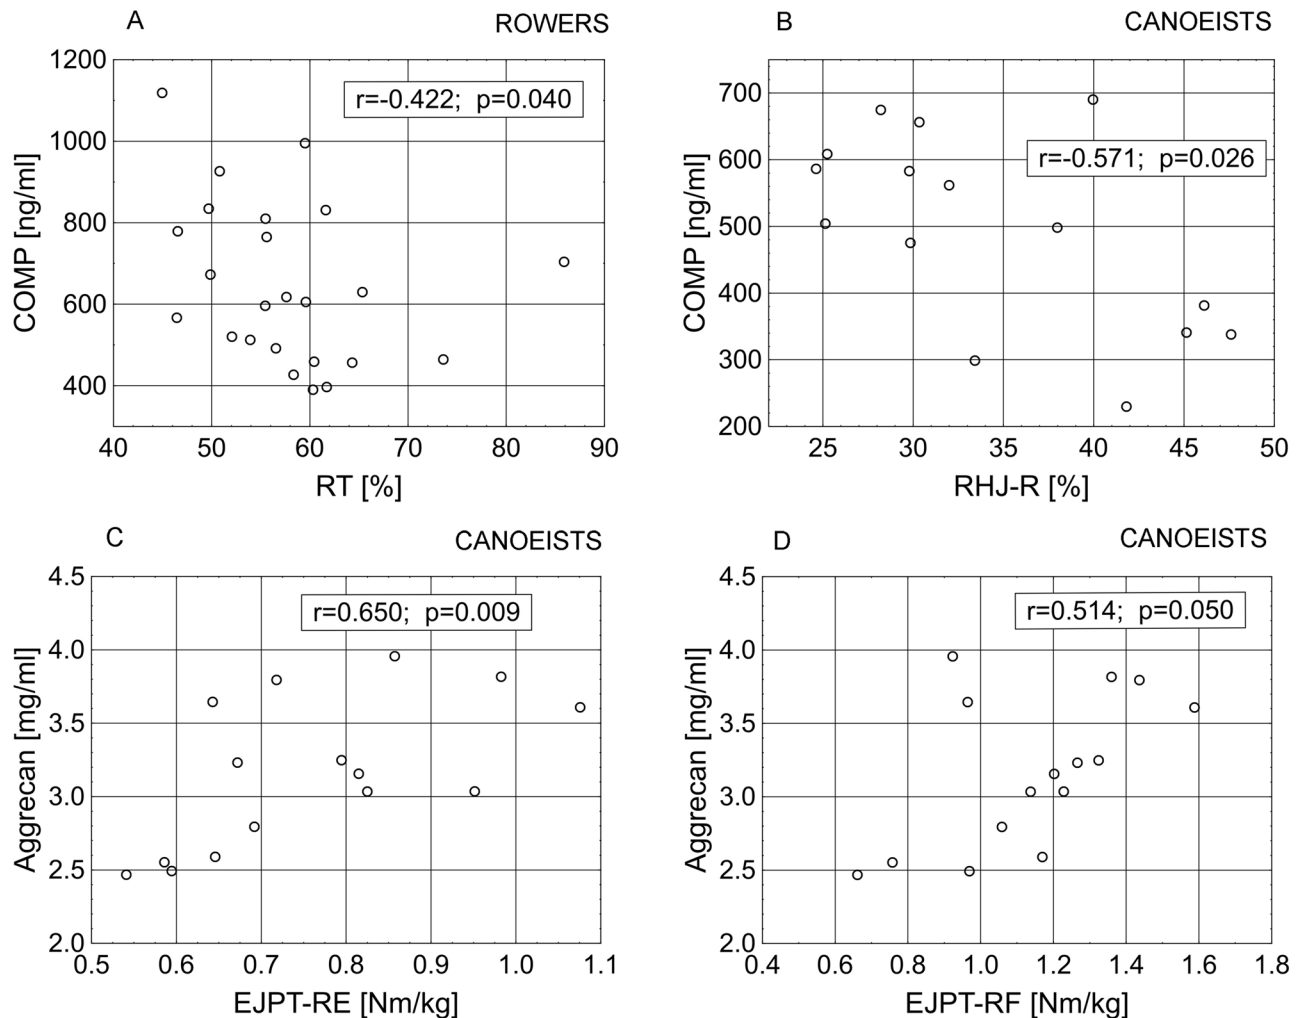 A
ROWERS
1200
1000
800
600
400
COMP [ng/ml]
r=-0.422; p=0.040
40 50 60 70 80 90
RT [%]
B
CANOEISTS
700
600
500
400
300
200
COMP [ng/ml]
r=-0.571; p=0.026
25 30 35 40 45 50
RHJ-R [%]
C
CANOEISTS
4.5
4.0
3.5
3.0
2.5
2.0
Aggrecan [mg/ml]
r=0.650; p=0.009
0.5 0.6 0.7 0.8 0.9 1.0 1.1
EJPT-RE [Nm/kg]
D
CANOEISTS
4.5
4.0
3.5
3.0
2.5
2.0
Aggrecan [mg/ml]
r=0.514; p=0.050
0.4 0.6 0.8 1.0 1.2 1.4 1.6 1.8
EJPT-RF [Nm/kg]